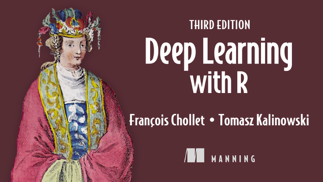 THIRD EDITION
Deep Learning
with R
François Chollet • Tomasz Kalinowski
MANNING